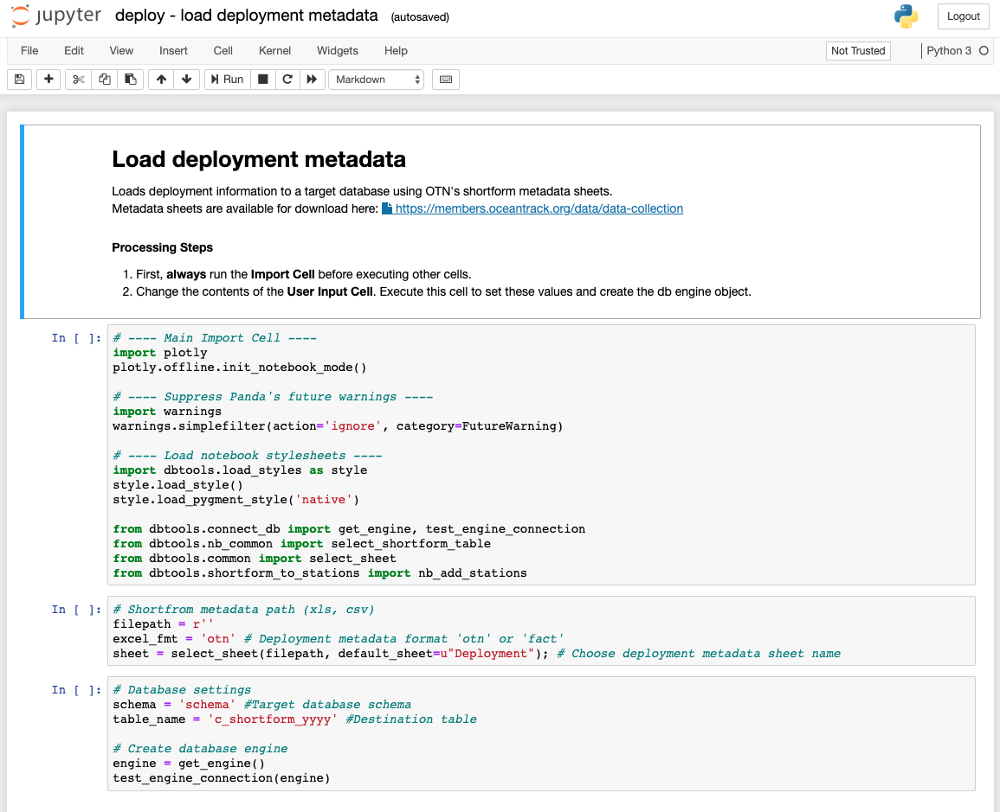 jupyter deploy - load deployment metadata (autosaved) Logout
File Edit View Insert Cell Kernel Widgets Help Not Trusted Python 3
Run Markdown
Load deployment metadata
Loads deployment information to a target database using OTN's shortform metadata sheets.
Metadata sheets are available for download here: https://members.oceantrack.org/data/data-collection
Processing Steps
1. First, always run the Import Cell before executing other cells.
2. Change the contents of the User Input Cell. Execute this cell to set these values and create the db engine object.
In [ ]: # ---- Main Import Cell ----
import plotly
plotly.offline.init_notebook_mode()
# ---- Suppress Panda's future warnings ----
import warnings
warnings.simplefilter(action='ignore', category=FutureWarning)
# ---- Load notebook stylesheets ----
import dbtools.load_styles as style
style.load_style()
style.load_pygment_style('native')
from dbtools.connect_db import get_engine, test_engine_connection
from dbtools.nb_common import select_shortform_table
from dbtools.common import select_sheet
from dbtools.shortform_to_stations import nb_add_stations
In [ ]: # Shortfrom metadata path (xls, csv)
filepath = r''
excel_fmt = 'otn' # Deployment metadata format 'otn' or 'fact'
sheet = select_sheet(filepath, default_sheet=u"Deployment"); # Choose deployment metadata sheet name
In [ ]: # Database settings
schema = 'schema' #Target database schema
table_name = 'c_shortform_yyyy' #Destination table
# Create database engine
engine = get_engine()
test_engine_connection(engine)